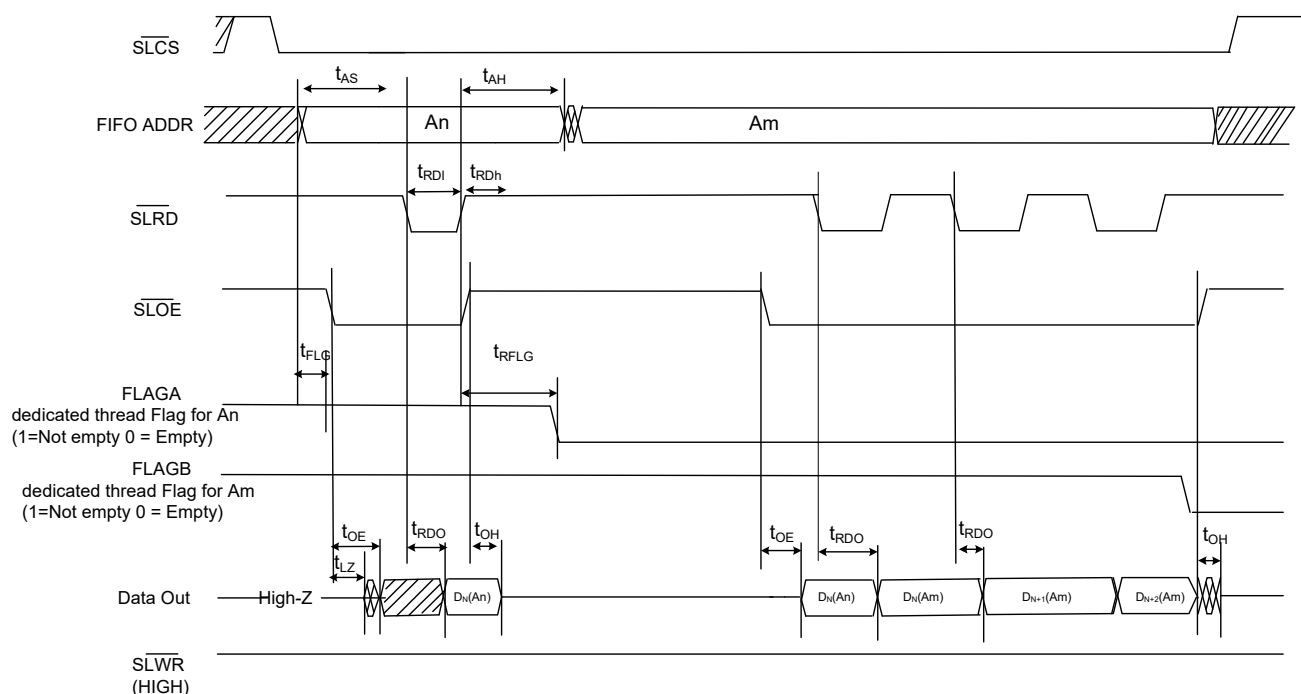 SLCS
tAS
tAH
FIFO ADDR
An
Am
tRDl
tRDh
SLRD
SLOE
tFLG
tRFLG
FLAGA
dedicated thread Flag for An
(1=Not empty 0 = Empty)
FLAGB
dedicated thread Flag for Am
(1=Not empty 0 = Empty)
tOE
tRDO
tOH
tOE
tRDO
tRDO
tOH
tLZ
Data Out
High-Z
DN(An)
DN(An)
DN(Am)
DN+1(Am)
DN+2(Am)
SLWR
(HIGH)